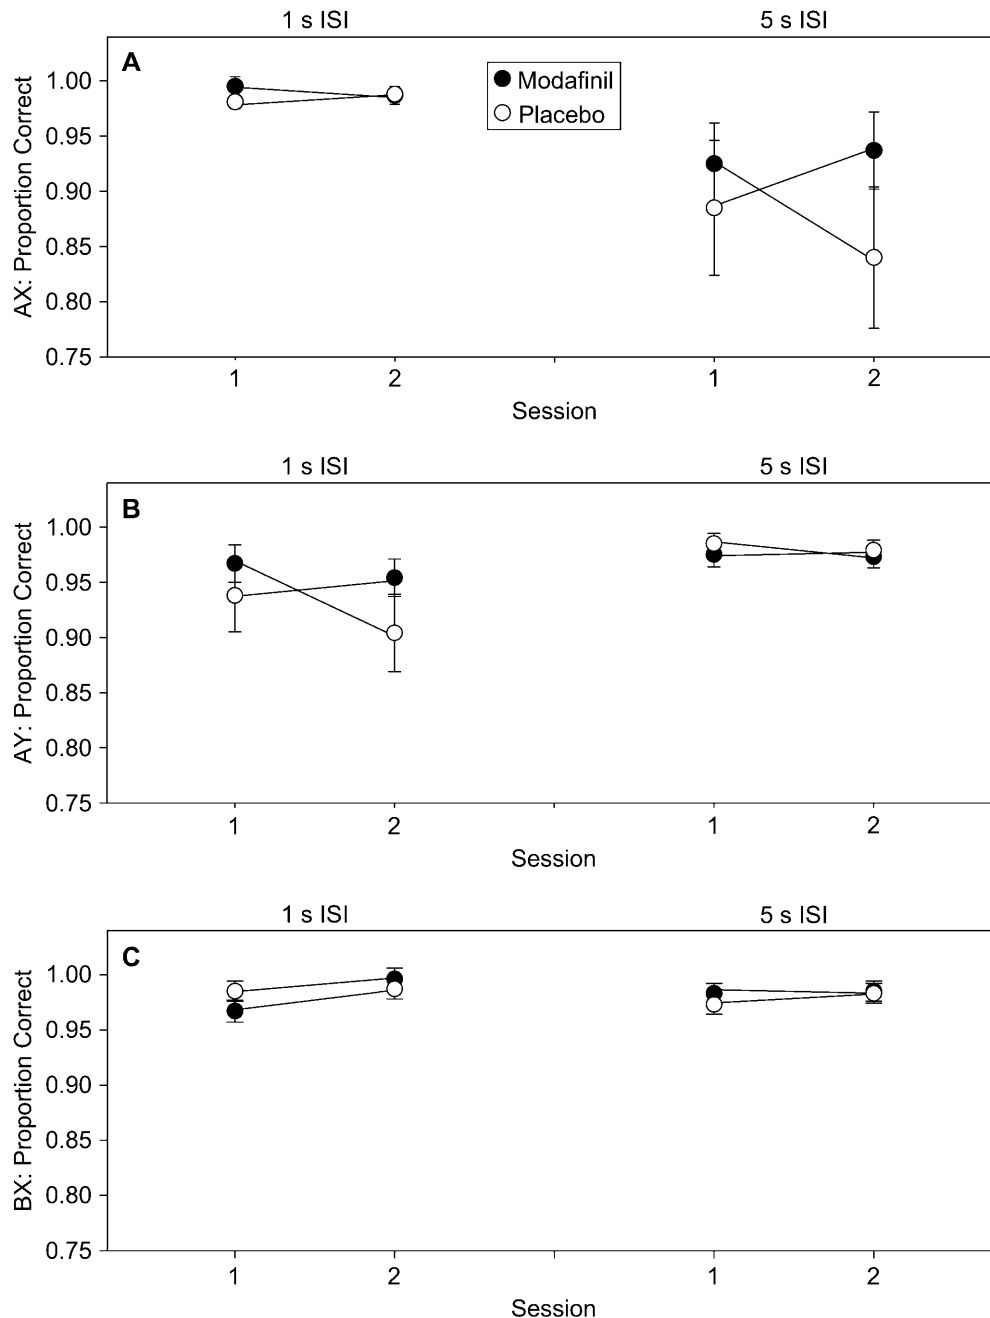 1 s ISI 5 s ISI
A
Modafinil
Placebo
AX: Proportion Correct
1.00
0.95
0.90
0.85
0.80
0.75
1 2 1 2
Session
1 s ISI 5 s ISI
B
AY: Proportion Correct
1.00
0.95
0.90
0.85
0.80
0.75
1 2 1 2
Session
1 s ISI 5 s ISI
C
BX: Proportion Correct
1.00
0.95
0.90
0.85
0.80
0.75
1 2 1 2
Session